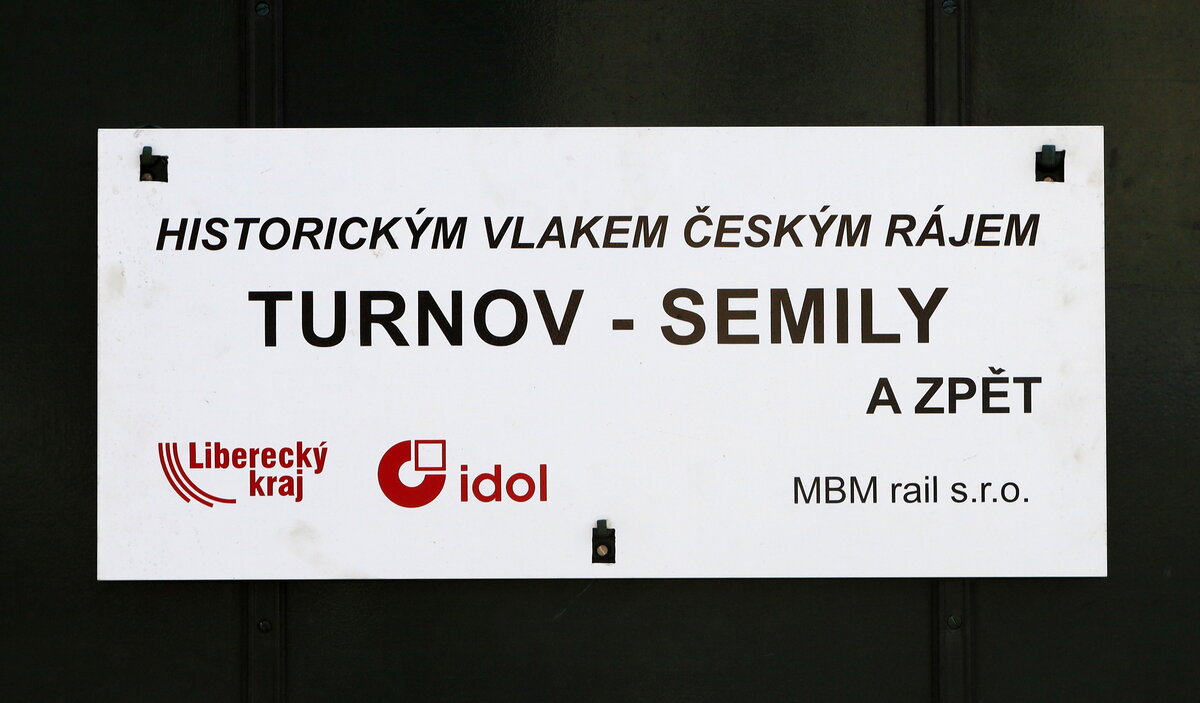 HISTORICKÝM VLAKEM ČESKÝM RÁJEM
TURNOV - SEMILY
A ZPĚT
Liberecký
kraj
idol
MBM rail s.r.o.